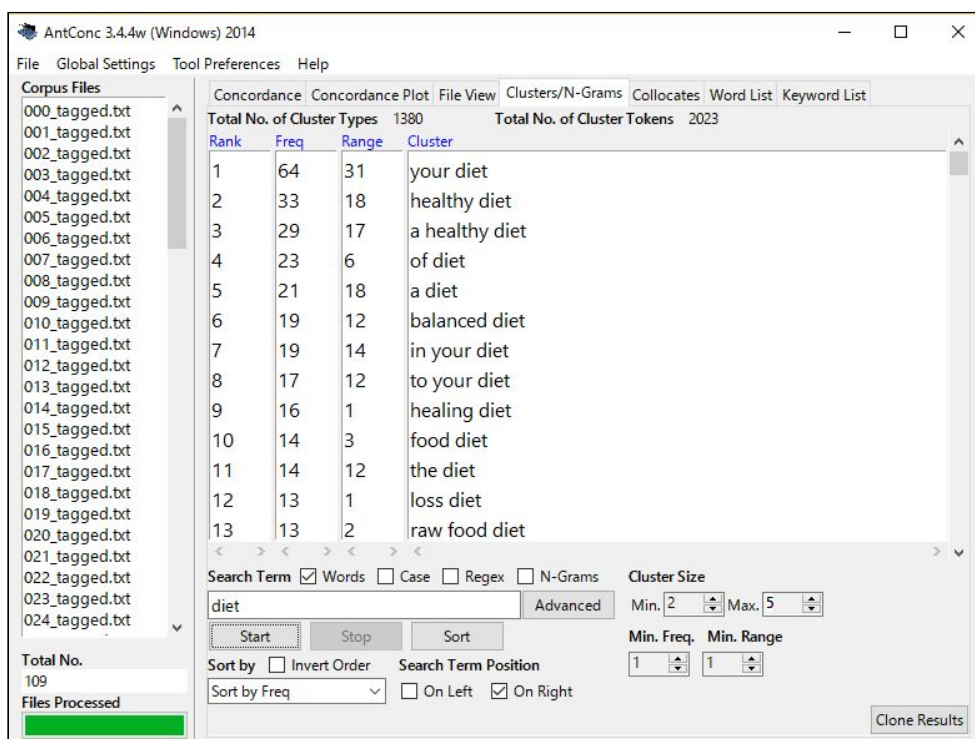 AntConc 3.4.4w (Windows) 2014
File Global Settings Tool Preferences Help
Corpus Files
000_tagged.txt
001_tagged.txt
002_tagged.txt
003_tagged.txt
004_tagged.txt
005_tagged.txt
006_tagged.txt
007_tagged.txt
008_tagged.txt
009_tagged.txt
010_tagged.txt
011_tagged.txt
012_tagged.txt
013_tagged.txt
014_tagged.txt
015_tagged.txt
016_tagged.txt
017_tagged.txt
018_tagged.txt
019_tagged.txt
020_tagged.txt
021_tagged.txt
022_tagged.txt
023_tagged.txt
024_tagged.txt
Total No.
109
Files Processed
Concordance Concordance Plot File View Clusters/N-Grams Collocates Word List Keyword List
Total No. of Cluster Types 1380 Total No. of Cluster Tokens 2023
Rank Freq Range Cluster
1 64 31 your diet
2 33 18 healthy diet
3 29 17 a healthy diet
4 23 6 of diet
5 21 18 a diet
6 19 12 balanced diet
7 19 14 in your diet
8 17 12 to your diet
9 16 1 healing diet
10 14 3 food diet
11 14 12 the diet
12 13 1 loss diet
13 13 2 raw food diet
Search Term Words Case Regex N-Grams Cluster Size
diet Advanced Min. 2 Max. 5
Start Stop Sort Min. Freq. Min. Range
Sort by Invert Order Search Term Position 1 1
Sort by Freq On Left On Right
Clone Results